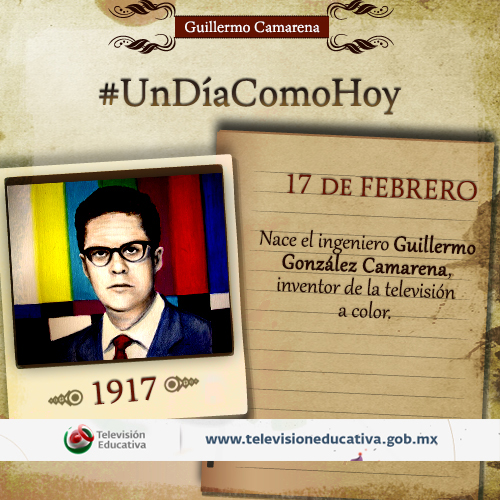 Guillermo Camarena
#UnDíaComoHoy
17 DE FEBRERO
Nace el ingeniero Guillermo
González Camarena,
inventor de la televisión
a color.
1917
Televisión
Educativa
www.televisioneducativa.gob.mx